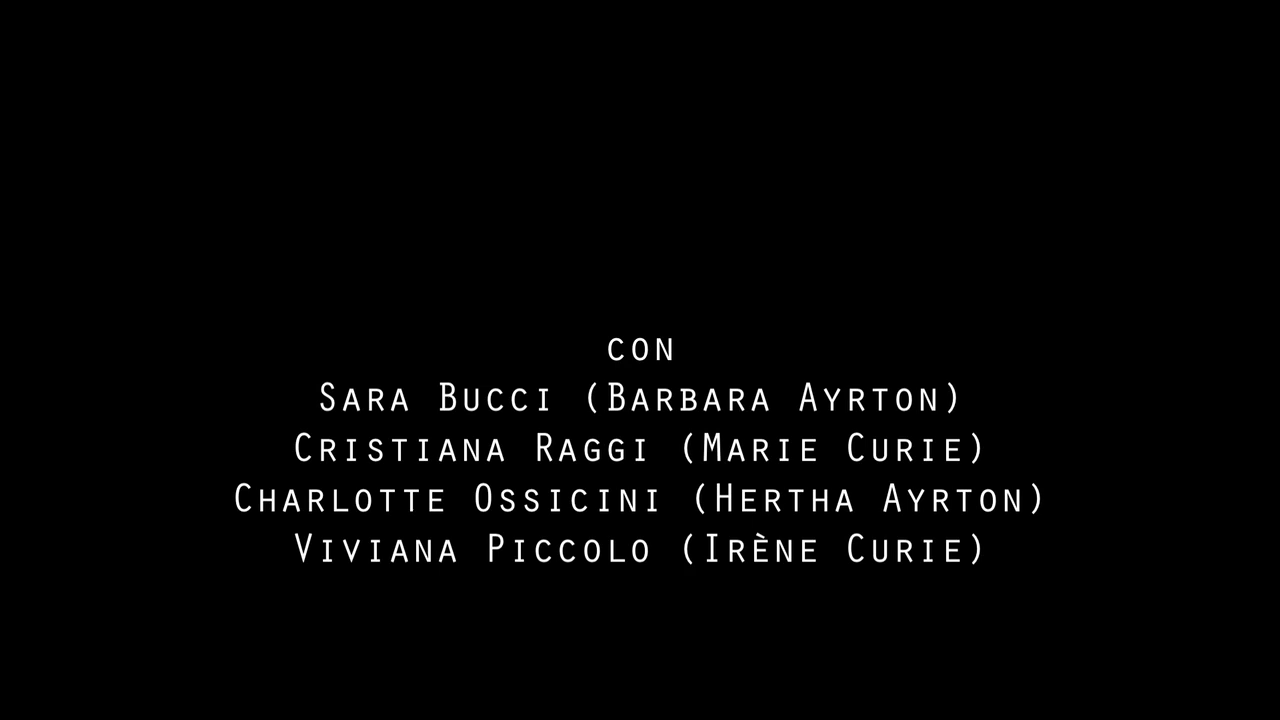 con
Sara Bucci (Barbara Ayrton)
Cristiana Raggi (Marie Curie)
Charlotte Ossicini (Hertha Ayrton)
Viviana Piccolo (Irène Curie)